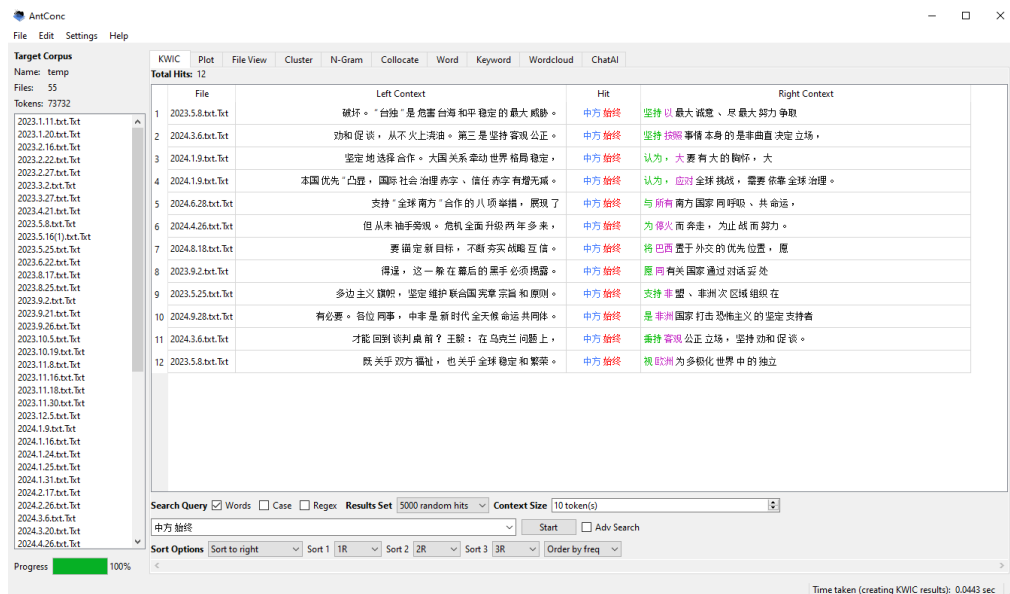 AntConc
File Edit Settings Help
Target Corpus
Name: temp
Files: 55
Tokens: 73732
2023.1.11.txt.Txt
2023.1.20.txt.Txt
2023.2.16.txt.Txt
2023.2.22.txt.Txt
2023.2.27.txt.Txt
2023.3.2.txt.Txt
2023.3.27.txt.Txt
2023.4.21.txt.Txt
2023.5.8.txt.Txt
2023.5.16(1).txt.Txt
2023.5.25.txt.Txt
2023.6.22.txt.Txt
2023.8.17.txt.Txt
2023.8.25.txt.Txt
2023.9.2.txt.Txt
2023.9.21.txt.Txt
2023.9.26.txt.Txt
2023.10.5.txt.Txt
2023.10.19.txt.Txt
2023.11.8.txt.Txt
2023.11.16.txt.Txt
2023.11.18.txt.Txt
2023.11.30.txt.Txt
2023.12.5.txt.Txt
2024.1.9.txt.Txt
2024.1.16.txt.Txt
2024.1.24.txt.Txt
2024.1.25.txt.Txt
2024.1.31.txt.Txt
2024.2.17.txt.Txt
2024.2.26.txt.Txt
2024.3.6.txt.Txt
2024.3.20.txt.Txt
2024.4.26.txt.Txt
Progress 100%
KWIC Plot File View Cluster N-Gram Collocate Word Keyword Wordcloud ChatAI
Total Hits: 12
File Left Context Hit Right Context
1 2023.5.8.txt.Txt 破坏 。 “ 台独 ” 是 危害 台海 和平 稳定 的 最大 威胁 。 中方 始终 坚持 以 最大 诚意 、 尽 最大 努力 争取
2 2024.3.6.txt.Txt 劝和 促 谈 ， 从不 火上浇油 。 第三 是 坚持 客观 公正 。 中方 始终 坚持 按照 事情 本身 的 是非曲直 决定 立场 ，
3 2024.1.9.txt.Txt 坚定 地 选择 合作 。 大国 关系 牵动 世界 格局 稳定 ， 中方 始终 认为 ， 大 要 有 大 的 胸怀 ， 大
4 2024.1.9.txt.Txt 本国 优先 “ 凸显 ， 国际 社会 治理 赤字 、 信任 赤字 有增无减 。 中方 始终 认为 ， 应对 全球 挑战 ， 需要 依靠 全球 治理 。
5 2024.6.28.txt.Txt 支持 “ 全球 南方 ” 合作 的 八 项 举措 ， 展现 了 中方 始终 与 所有 南方 国家 同 呼吸 、 共 命运 ，
6 2024.4.26.txt.Txt 但 从未 袖手旁观 。 危机 全面 升级 两 年 多 来 ， 中方 始终 为 停火 而 奔走 ， 为 止战 而 努力 。
7 2024.8.18.txt.Txt 要 锚定 新 目标 ， 不断 夯实 战略 互信 。 中方 始终 将 巴西 置于 外交 的 优先 位置 ， 愿
8 2023.9.2.txt.Txt 得逞 ， 这 一 躲 在 幕后 的 黑手 必须 揭露 。 中方 始终 愿 同 有关 国家 通过 对话 妥 处
9 2023.5.25.txt.Txt 多边 主义 旗帜 ， 坚定 维护 联合国 宪章 宗旨 和 原则 。 中方 始终 支持 非 盟 、 非洲 次 区域 组织 在
10 2024.9.28.txt.Txt 有必要 。 各位 同事 ， 中非 是 新时代 全天候 命运 共同体 。 中方 始终 是 非洲 国家 打击 恐怖主义 的 坚定 支持者
11 2024.3.6.txt.Txt 才能 回到 谈判 桌 前 ？ 王毅 ： 在 乌克兰 问题 上 ， 中方 始终 秉持 客观 公正 立场 ， 坚持 劝和 促 谈 。
12 2023.5.8.txt.Txt 既 关乎 双方 福祉 ， 也 关乎 全球 稳定 和 繁荣 。 中方 始终 视 欧洲 为 多极化 世界 中 的 独立
Search Query Words Case Regex Results Set 5000 random hits Context Size 10 token(s)
中方 始终 Start Adv Search
Sort Options Sort to right Sort 1 1R Sort 2 2R Sort 3 3R Order by freq
Time taken (creating KWIC results): 0.0443 sec